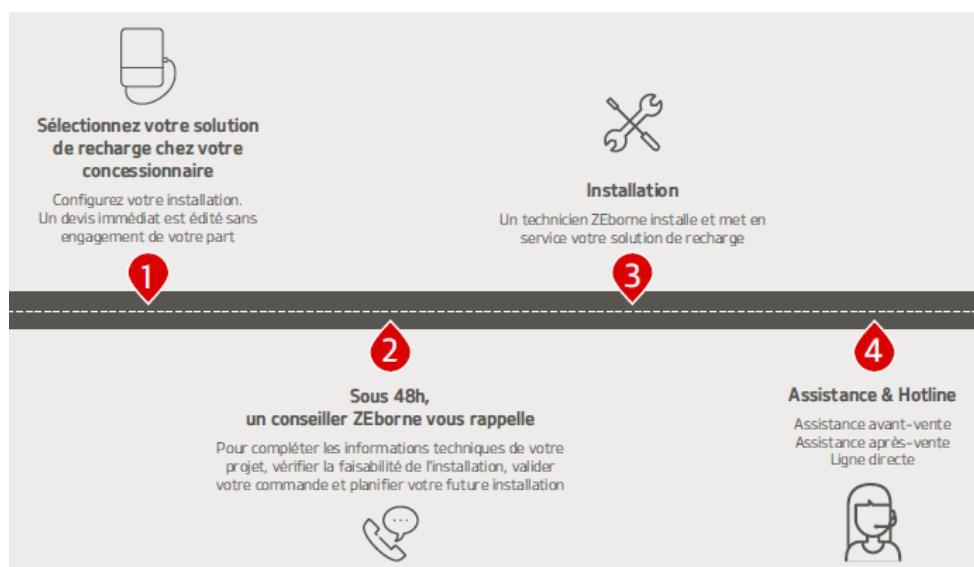 Sélectionnez votre solution
de recharge chez votre
concessionnaire
Configurez votre installation.
Un devis immédiat est édité sans
engagement de votre part
1
2
Sous 48h,
un conseiller ZEborne vous rappelle
Pour compléter les informations techniques de votre
projet, vérifier la faisabilité de l'installation, valider
votre commande et planifier votre future installation
Installation
Un technicien ZEborne installe et met en
service votre solution de recharge
3
4
Assistance & Hotline
Assistance avant-vente
Assistance après-vente
Ligne directe